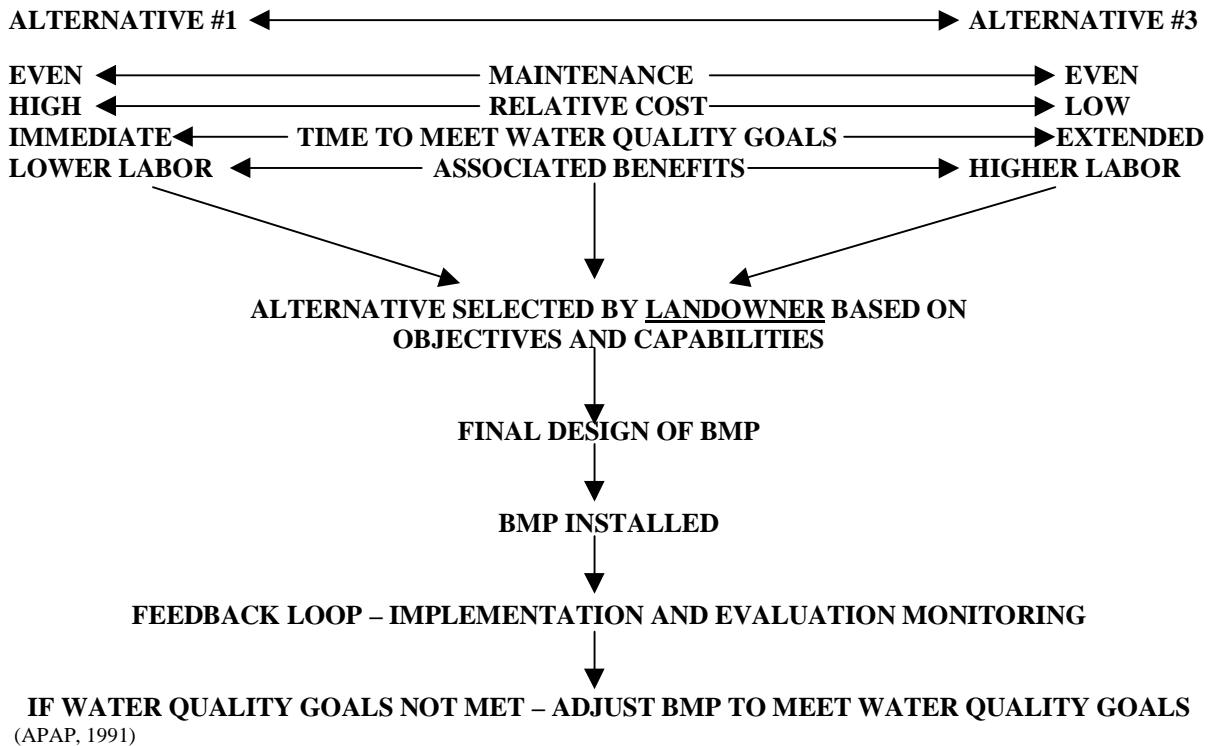 ALTERNATIVE #1 ALTERNATIVE #3
EVEN MAINTENANCE EVEN
HIGH RELATIVE COST LOW
IMMEDIATE TIME TO MEET WATER QUALITY GOALS EXTENDED
LOWER LABOR ASSOCIATED BENEFITS HIGHER LABOR
ALTERNATIVE SELECTED BY LANDOWNER BASED ON
OBJECTIVES AND CAPABILITIES
FINAL DESIGN OF BMP
BMP INSTALLED
FEEDBACK LOOP – IMPLEMENTATION AND EVALUATION MONITORING
IF WATER QUALITY GOALS NOT MET – ADJUST BMP TO MEET WATER QUALITY GOALS
(APAP, 1991)